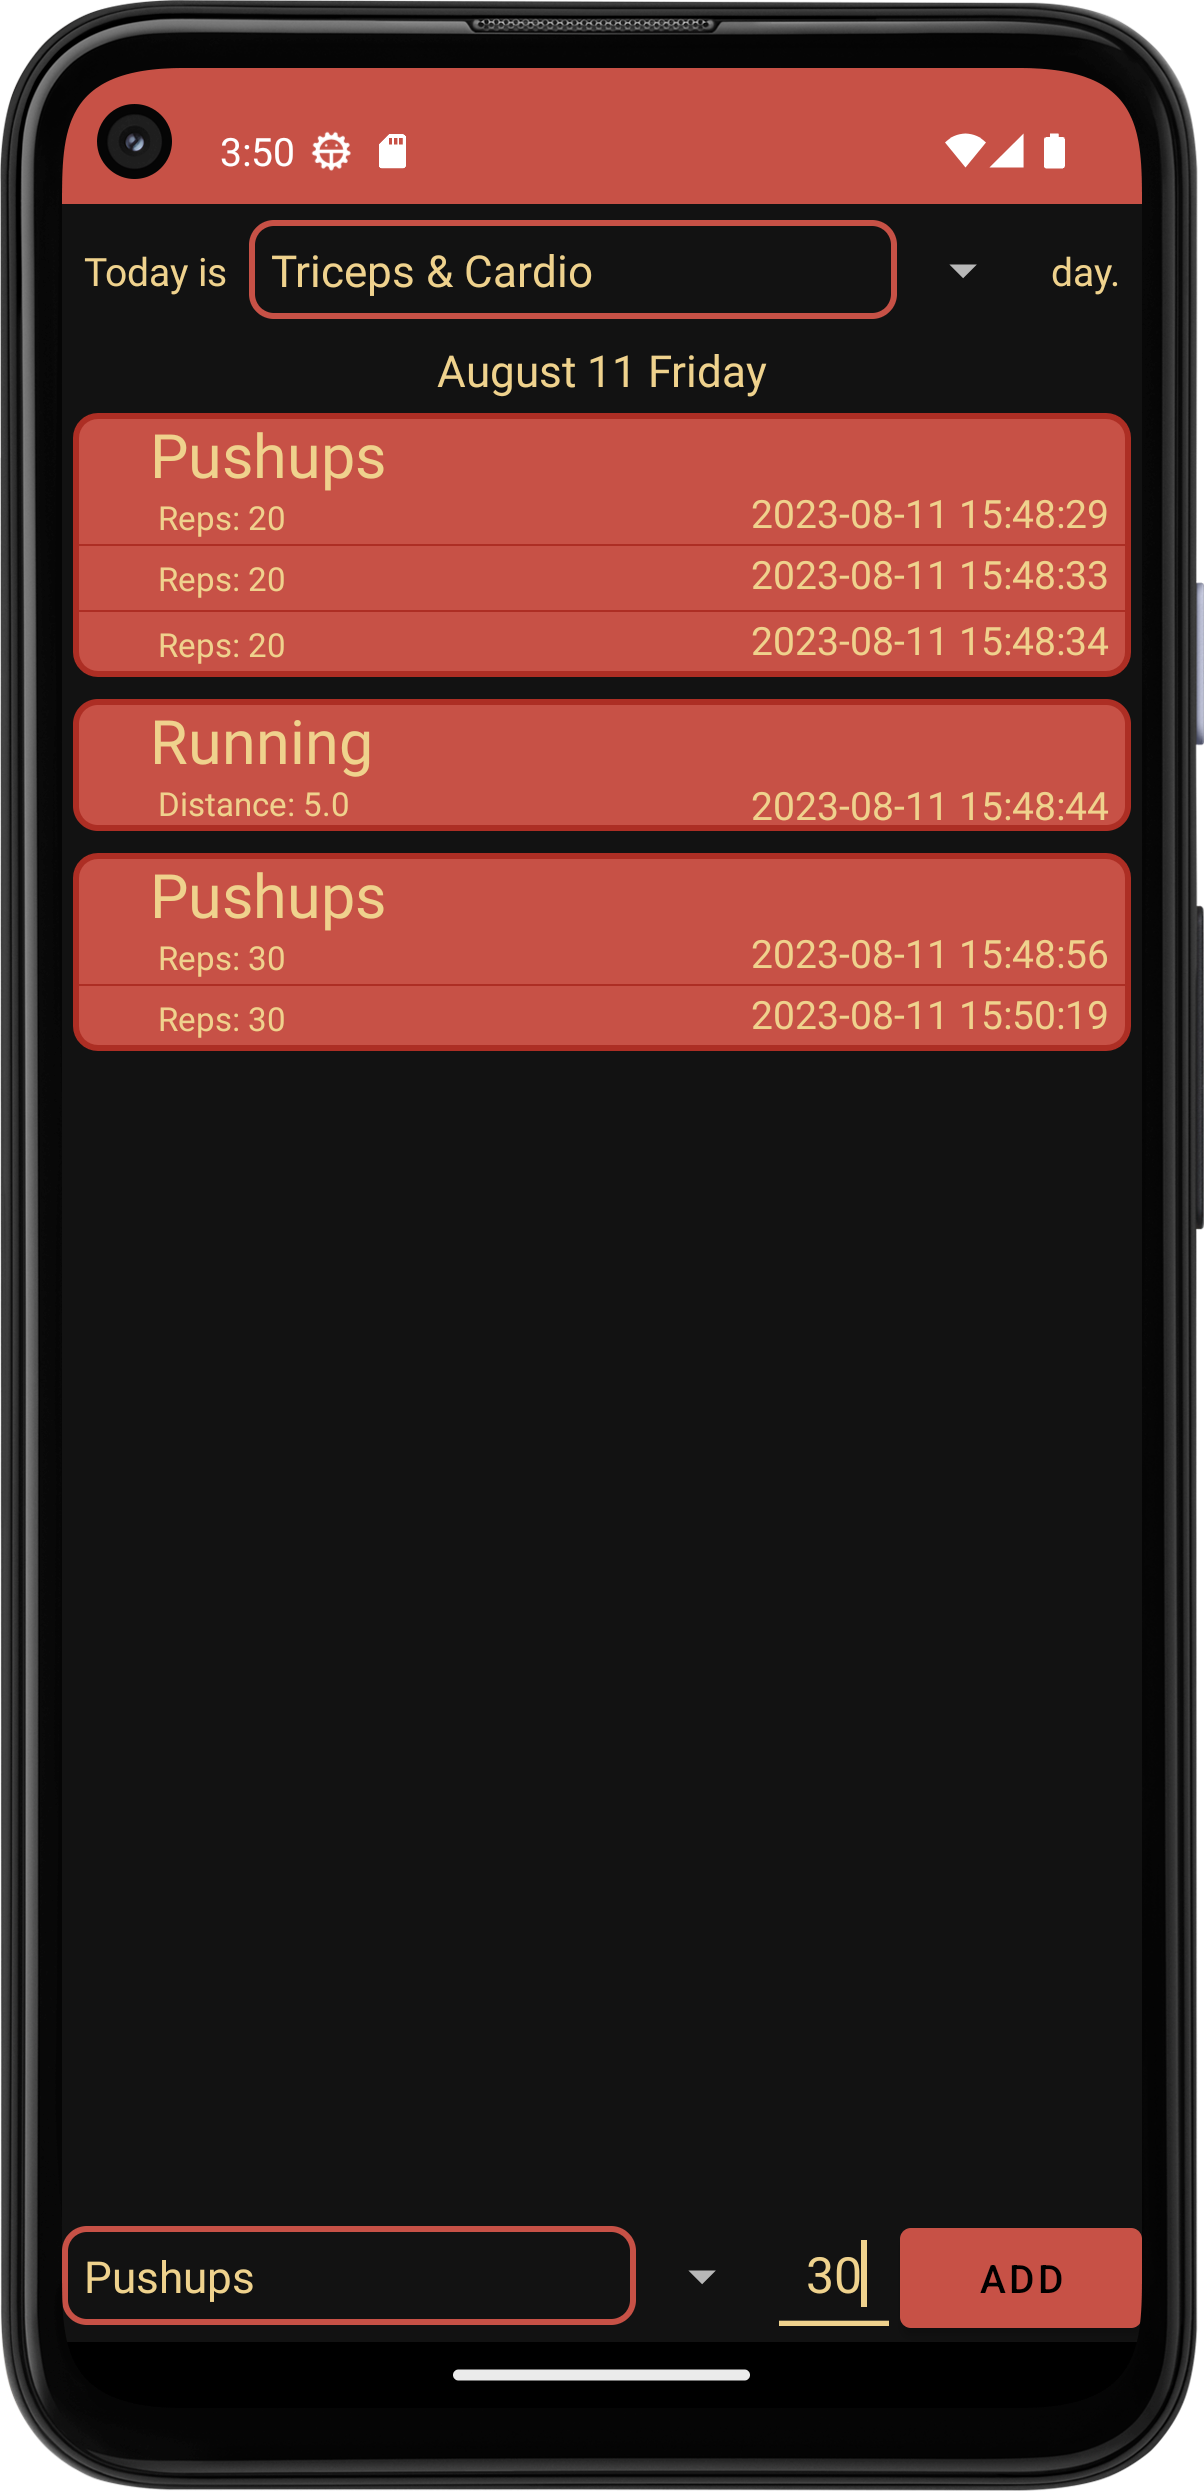 3:50
Today is Triceps & Cardio day.
August 11 Friday
Pushups
Reps: 20 2023-08-11 15:48:29
Reps: 20 2023-08-11 15:48:33
Reps: 20 2023-08-11 15:48:34
Running
Distance: 5.0 2023-08-11 15:48:44
Pushups
Reps: 30 2023-08-11 15:48:56
Reps: 30 2023-08-11 15:50:19
Pushups 30 ADD